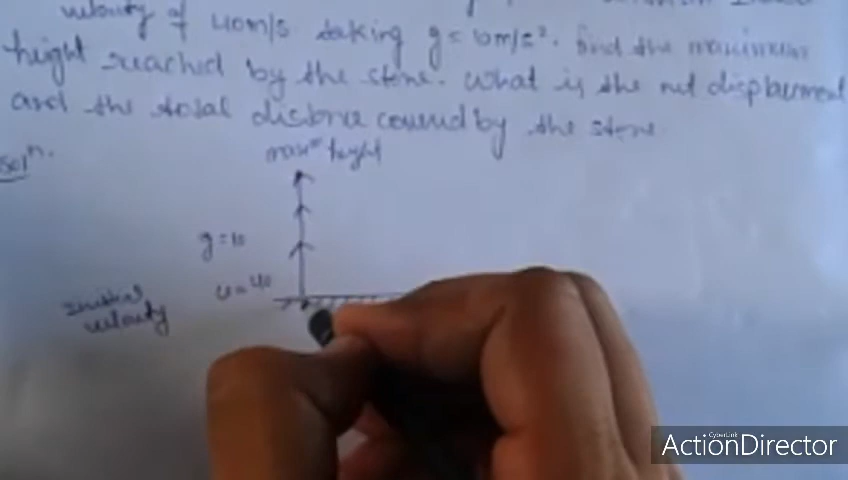 velocity of 40m/s taking g = 10m/s². find the maximum
height reached by the stone. What is the net displacement
and the total distance covered by the stone.
Solⁿ.
maxᵐ height
g = 10
u = 40
Initial
velocity
CyberLink
ActionDirector